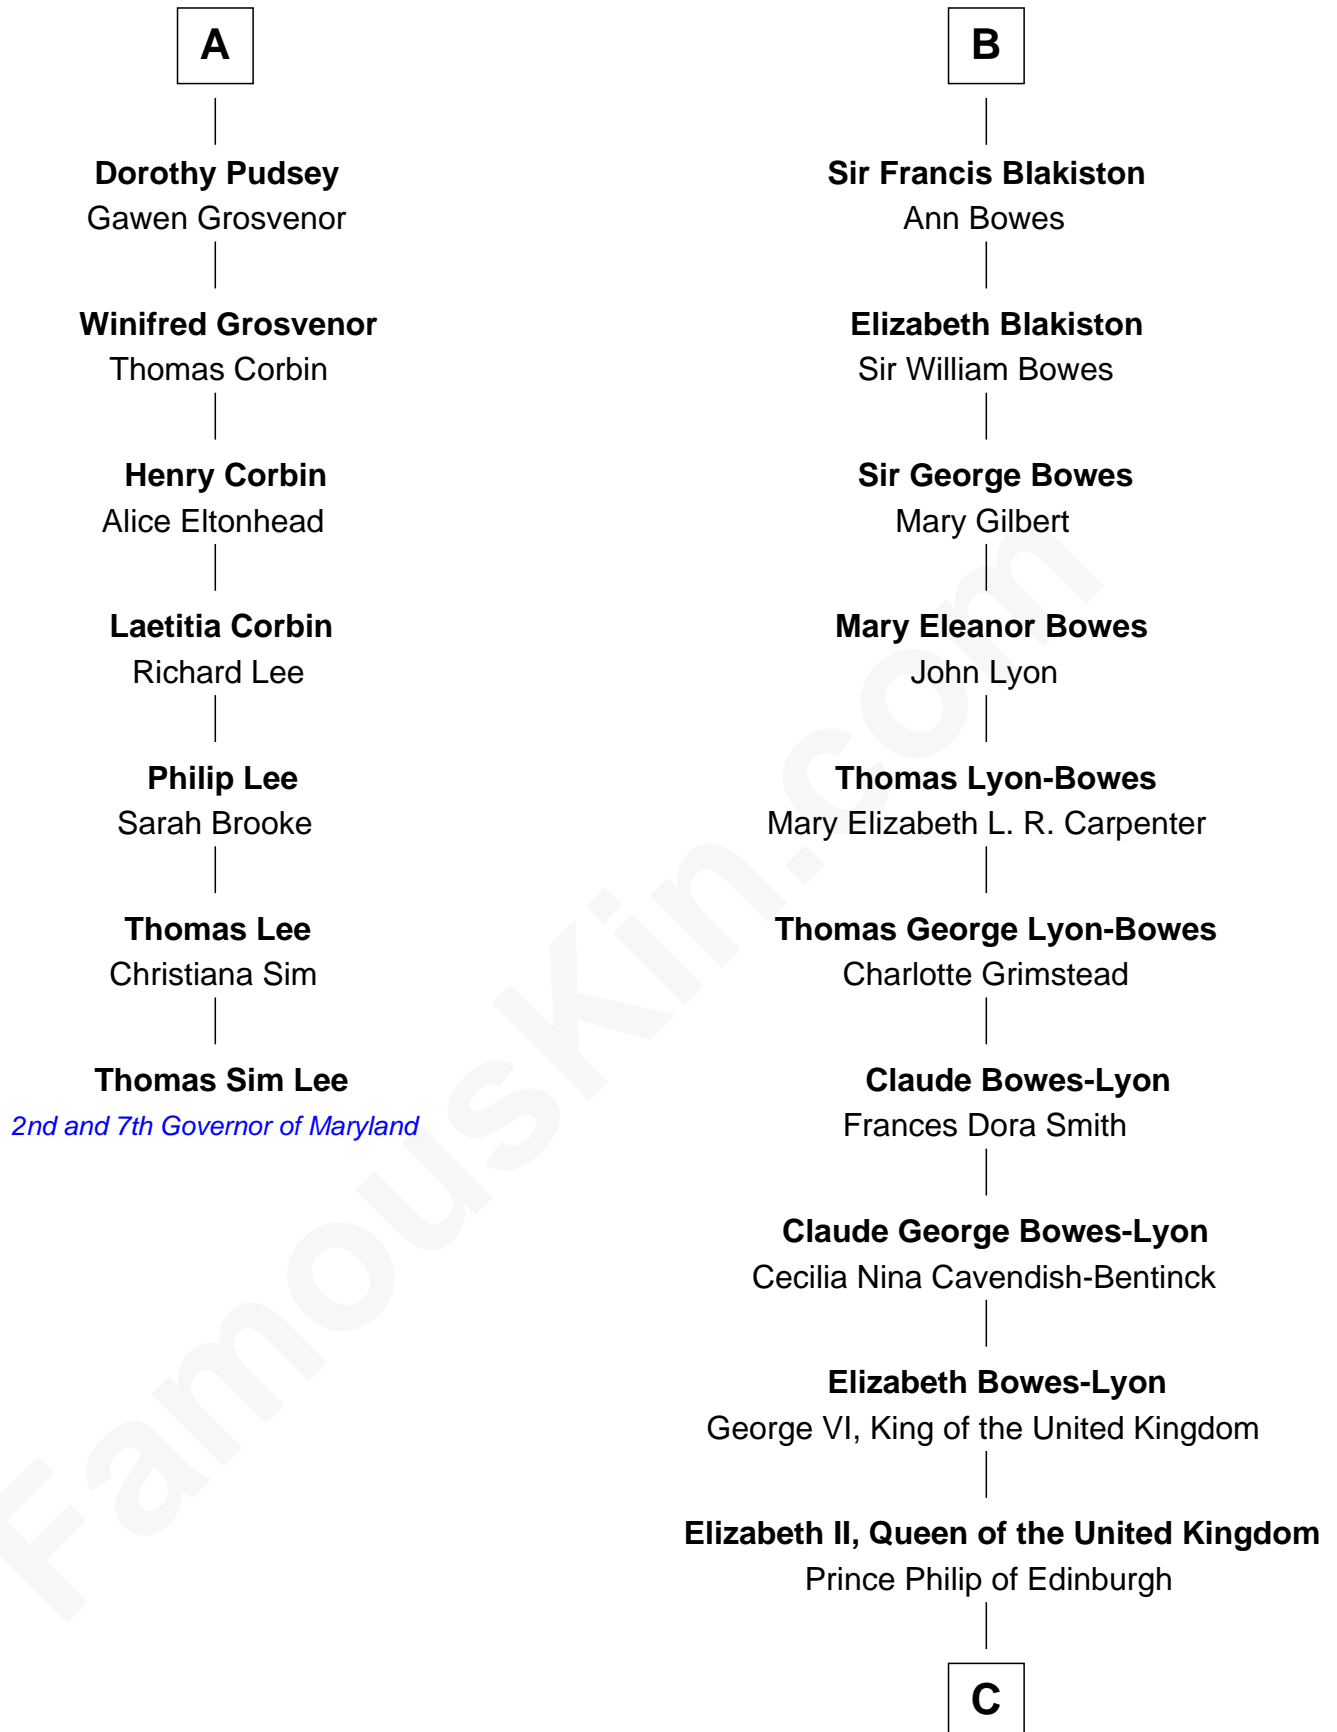 A
Dorothy Pudsey
Gawen Grosvenor
Winifred Grosvenor
Thomas Corbin
Henry Corbin
Alice Eltonhead
Laetitia Corbin
Richard Lee
Philip Lee
Sarah Brooke
Thomas Lee
Christiana Sim
Thomas Sim Lee
2nd and 7th Governor of Maryland
B
Sir Francis Blakiston
Ann Bowes
Elizabeth Blakiston
Sir William Bowes
Sir George Bowes
Mary Gilbert
Mary Eleanor Bowes
John Lyon
Thomas Lyon-Bowes
Mary Elizabeth L. R. Carpenter
Thomas George Lyon-Bowes
Charlotte Grimstead
Claude Bowes-Lyon
Frances Dora Smith
Claude George Bowes-Lyon
Cecilia Nina Cavendish-Bentinck
Elizabeth Bowes-Lyon
George VI, King of the United Kingdom
Elizabeth II, Queen of the United Kingdom
Prince Philip of Edinburgh
C
FamousKin.com